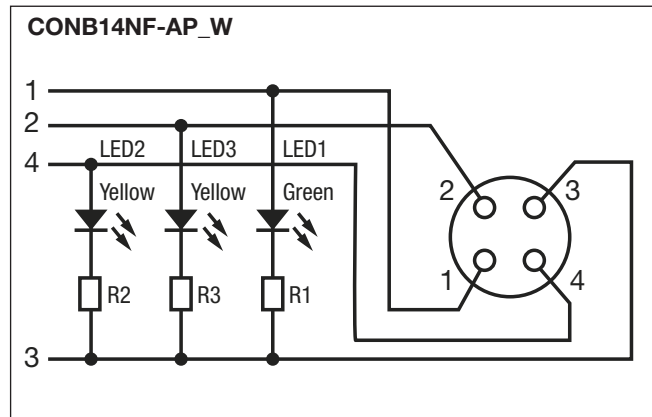 CONB14NF-AP_W
1
2
4
LED2 LED3 LED1
Yellow Yellow Green
2 3
1 4
R2 R3 R1
3